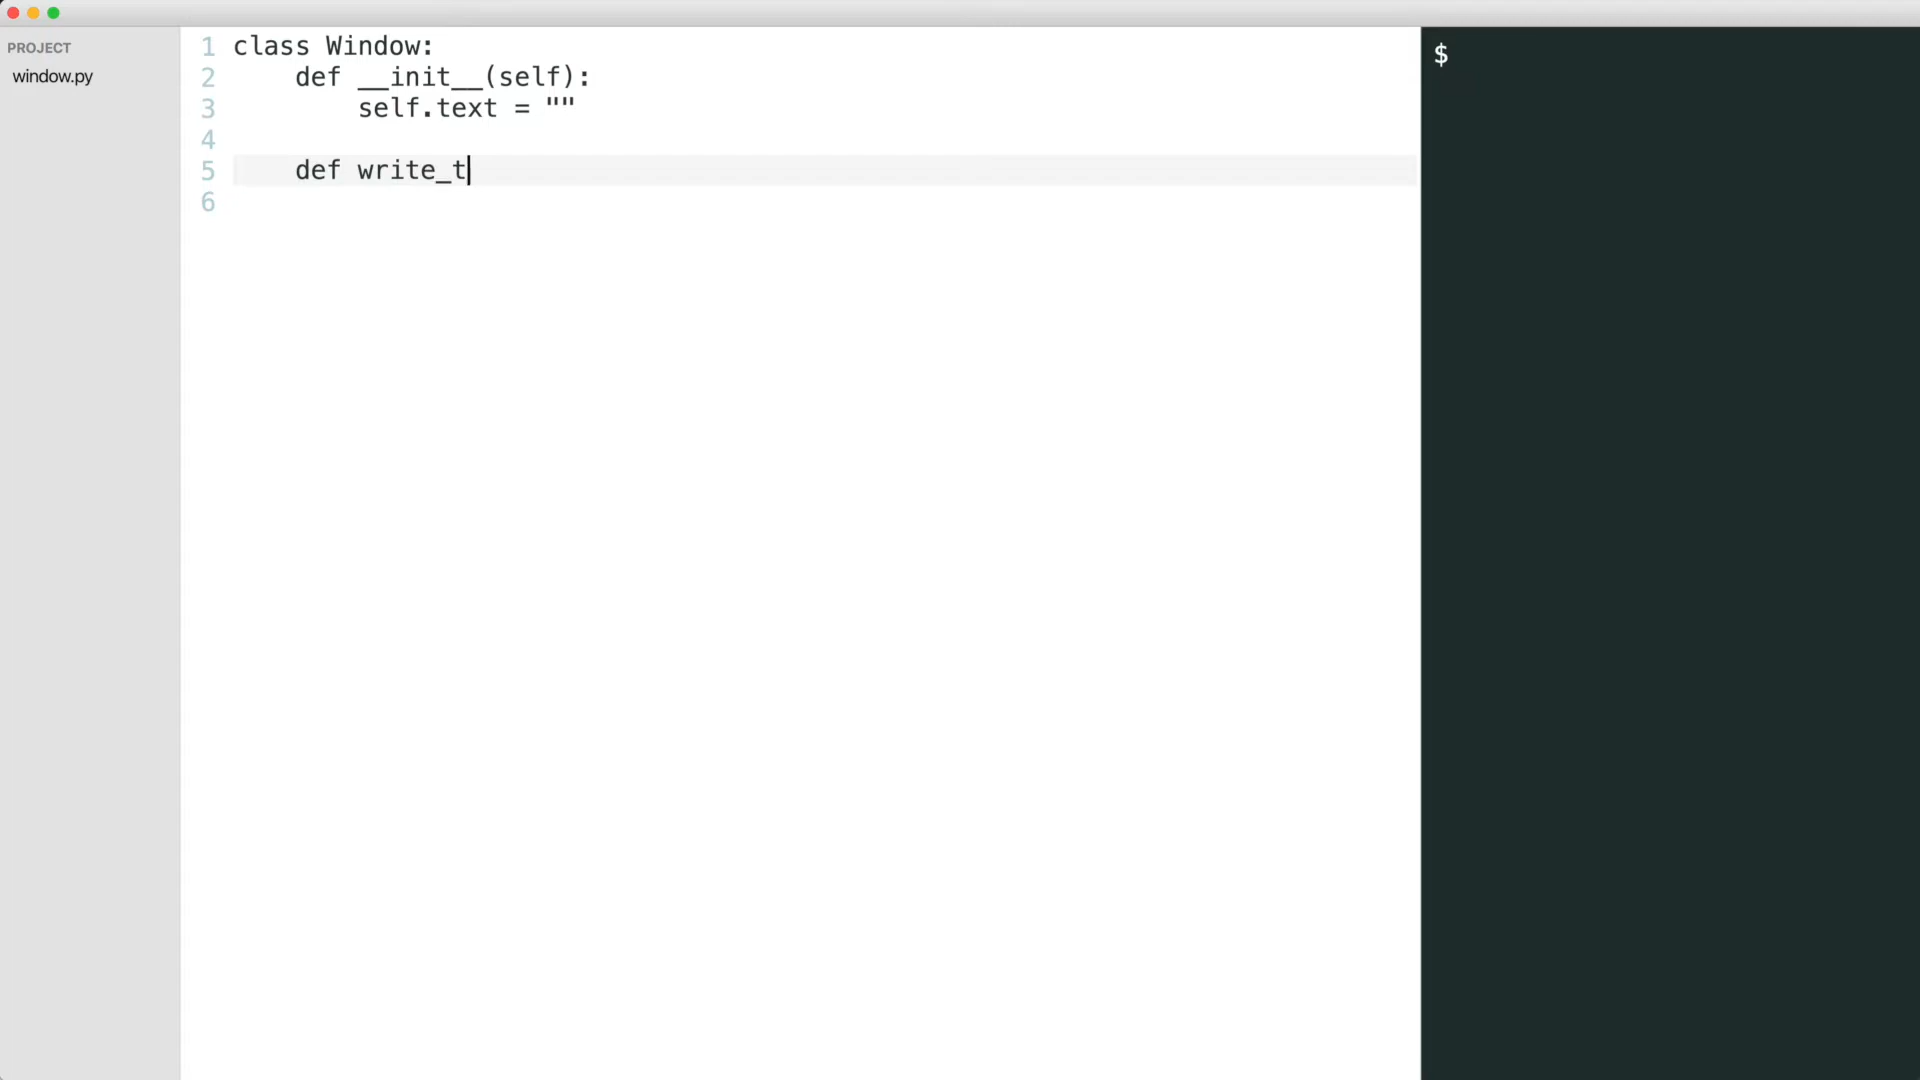 PROJECT
window.py
1 class Window:
2     def __init__(self):
3         self.text = ""
4
5     def write_t
6
$